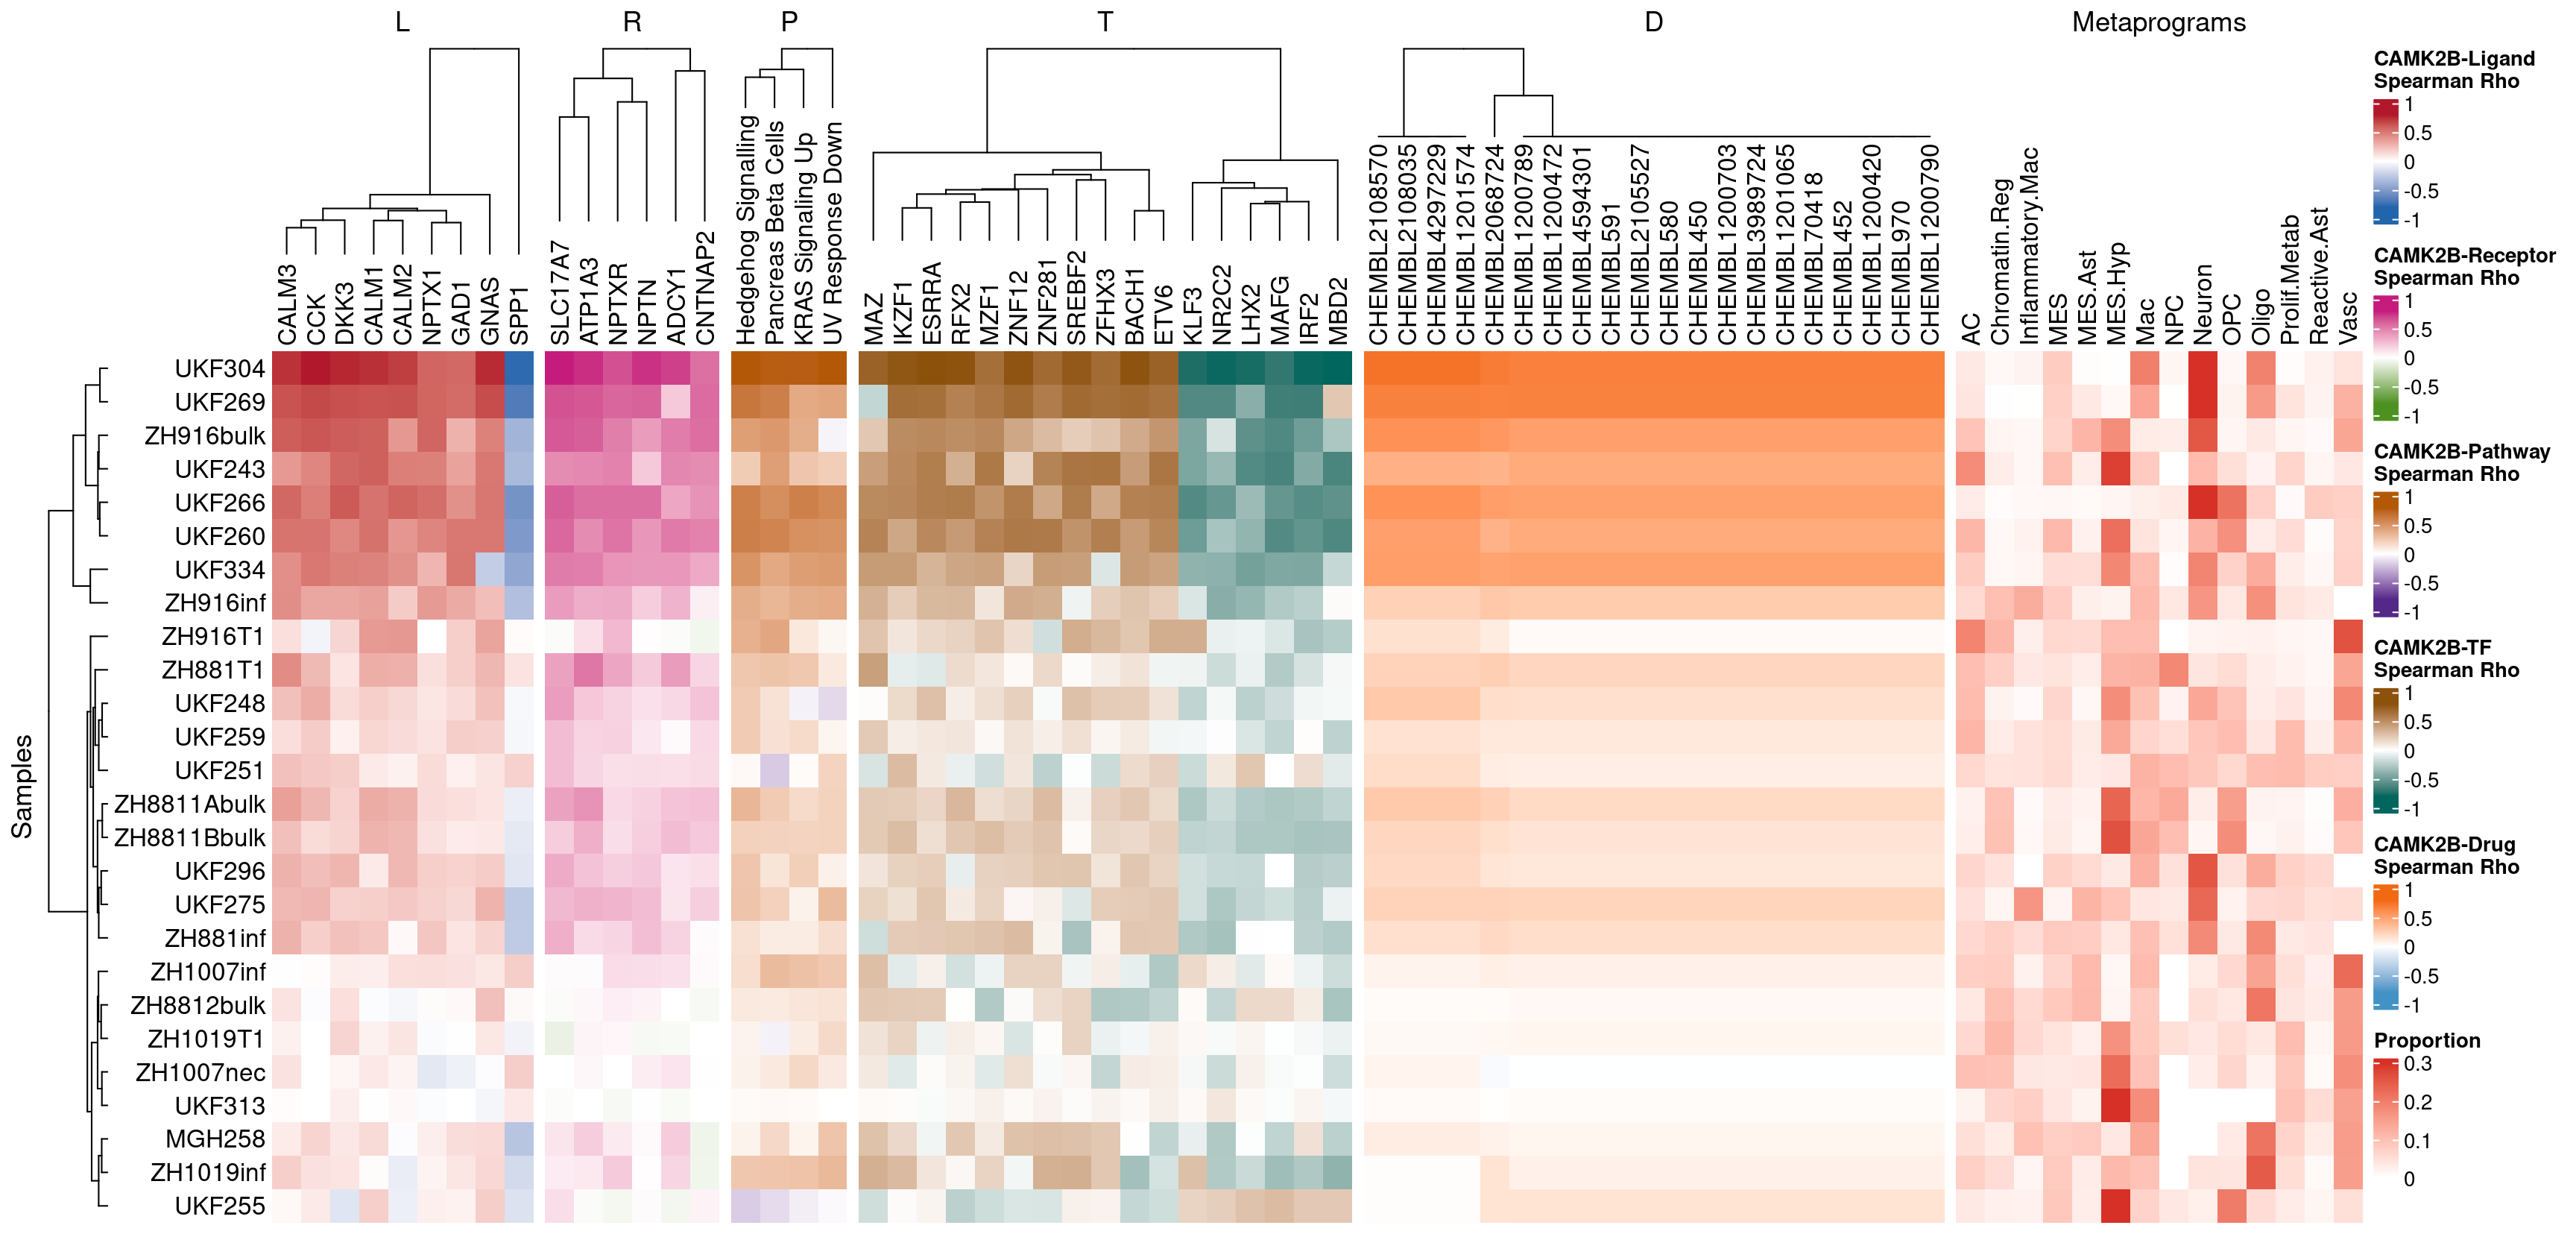 L
R
P
T
D
Metaprograms
CALM3
CCK
DKK3
CALM1
CALM2
NPTX1
GAD1
GNAS
SPP1
SLC17A7
ATP1A3
NPTXR
NPTN
ADCY1
CNTNAP2
Hedgehog Signalling
Pancreas Beta Cells
KRAS Signaling Up
UV Response Down
MAZ
IKZF1
ESRRA
RFX2
MZF1
ZNF12
ZNF281
SREBF2
ZFHX3
BACH1
ETV6
KLF3
NR2C2
LHX2
MAFG
IRF2
MBD2
CHEMBL2108570
CHEMBL2108035
CHEMBL4297229
CHEMBL1201574
CHEMBL2068724
CHEMBL1200789
CHEMBL1200472
CHEMBL4594301
CHEMBL591
CHEMBL2105527
CHEMBL580
CHEMBL450
CHEMBL1200703
CHEMBL3989724
CHEMBL1201065
CHEMBL70418
CHEMBL452
CHEMBL1200420
CHEMBL970
CHEMBL1200790
AC
Chromatin.Reg
Inflammatory.Mac
MES
MES.Ast
MES.Hyp
Mac
NPC
Neuron
OPC
Oligo
Prolif.Metab
Reactive.Ast
Vasc
Samples
UKF304
UKF269
ZH916bulk
UKF243
UKF266
UKF260
UKF334
ZH916inf
ZH916T1
ZH881T1
UKF248
UKF259
UKF251
ZH8811Abulk
ZH8811Bbulk
UKF296
UKF275
ZH881inf
ZH1007inf
ZH8812bulk
ZH1019T1
ZH1007nec
UKF313
MGH258
ZH1019inf
UKF255
CAMK2B-Ligand
Spearman Rho
1
0.5
0
-0.5
-1
CAMK2B-Receptor
Spearman Rho
1
0.5
0
-0.5
-1
CAMK2B-Pathway
Spearman Rho
1
0.5
0
-0.5
-1
CAMK2B-TF
Spearman Rho
1
0.5
0
-0.5
-1
CAMK2B-Drug
Spearman Rho
1
0.5
0
-0.5
-1
Proportion
0.3
0.2
0.1
0